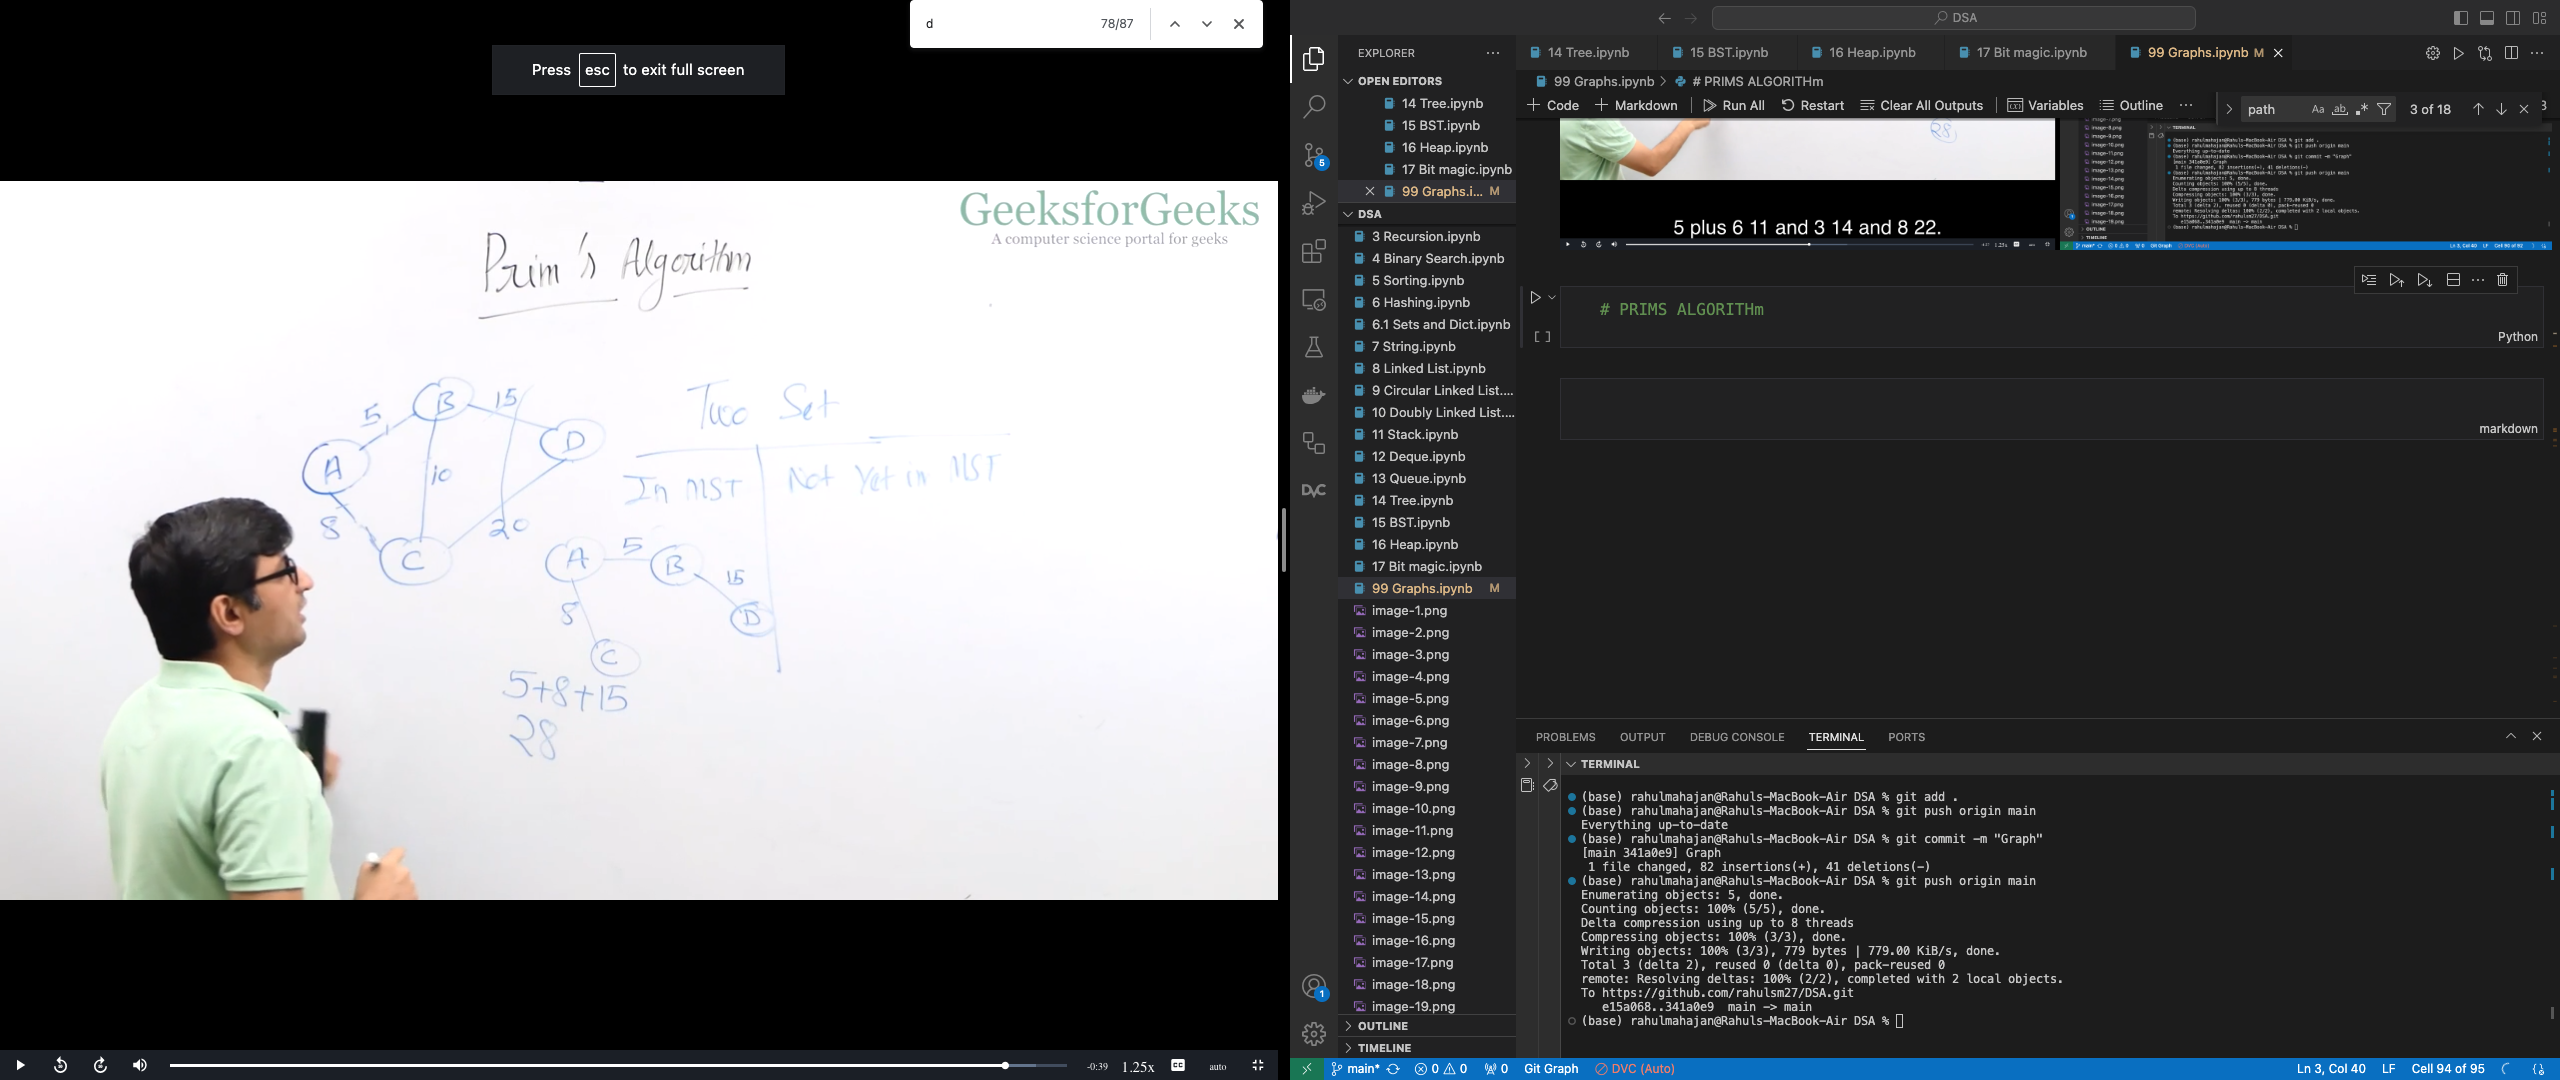 d
78/87
Press esc to exit full screen
GeeksforGeeks
A computer science portal for geeks
Prim's Algorithm
Two Set
In MST Not Yet in MST
A
B
C
D
5
15
10
8
20
A 5 B
15
D
8
C
5+8+15
28
-0:39 1.25x CC auto
DSA
EXPLORER
OPEN EDITORS
14 Tree.ipynb
15 BST.ipynb
16 Heap.ipynb
17 Bit magic.ipynb
99 Graphs.i... M
DSA
3 Recursion.ipynb
4 Binary Search.ipynb
5 Sorting.ipynb
6 Hashing.ipynb
6.1 Sets and Dict.ipynb
7 String.ipynb
8 Linked List.ipynb
9 Circular Linked List....
10 Doubly Linked List....
11 Stack.ipynb
12 Deque.ipynb
13 Queue.ipynb
14 Tree.ipynb
15 BST.ipynb
16 Heap.ipynb
17 Bit magic.ipynb
99 Graphs.ipynb M
image-1.png
image-2.png
image-3.png
image-4.png
image-5.png
image-6.png
image-7.png
image-8.png
image-9.png
image-10.png
image-11.png
image-12.png
image-13.png
image-14.png
image-15.png
image-16.png
image-17.png
image-18.png
image-19.png
OUTLINE
TIMELINE
5
DVC
1
14 Tree.ipynb 15 BST.ipynb 16 Heap.ipynb 17 Bit magic.ipynb 99 Graphs.ipynb M
99 Graphs.ipynb > # PRIMS ALGORITHm
Code Markdown Run All Restart Clear All Outputs Variables Outline
path Aa ab 3 of 18
28
5 plus 6 11 and 3 14 and 8 22.
# PRIMS ALGORITHm
[ ]
Python
markdown
PROBLEMS OUTPUT DEBUG CONSOLE TERMINAL PORTS
TERMINAL
(base) rahulmahajan@Rahuls-MacBook-Air DSA % git add .
(base) rahulmahajan@Rahuls-MacBook-Air DSA % git push origin main
Everything up-to-date
(base) rahulmahajan@Rahuls-MacBook-Air DSA % git commit -m "Graph"
[main 341a0e9] Graph
1 file changed, 82 insertions(+), 41 deletions(-)
(base) rahulmahajan@Rahuls-MacBook-Air DSA % git push origin main
Enumerating objects: 5, done.
Counting objects: 100% (5/5), done.
Delta compression using up to 8 threads
Compressing objects: 100% (3/3), done.
Writing objects: 100% (3/3), 779 bytes | 779.00 KiB/s, done.
Total 3 (delta 2), reused 0 (delta 0), pack-reused 0
remote: Resolving deltas: 100% (2/2), completed with 2 local objects.
To https://github.com/rahulsm27/DSA.git
e15a068..341a0e9 main -> main
(base) rahulmahajan@Rahuls-MacBook-Air DSA %
main* 0 0 0 Git Graph DVC (Auto) Ln 3, Col 40 LF Cell 94 of 95